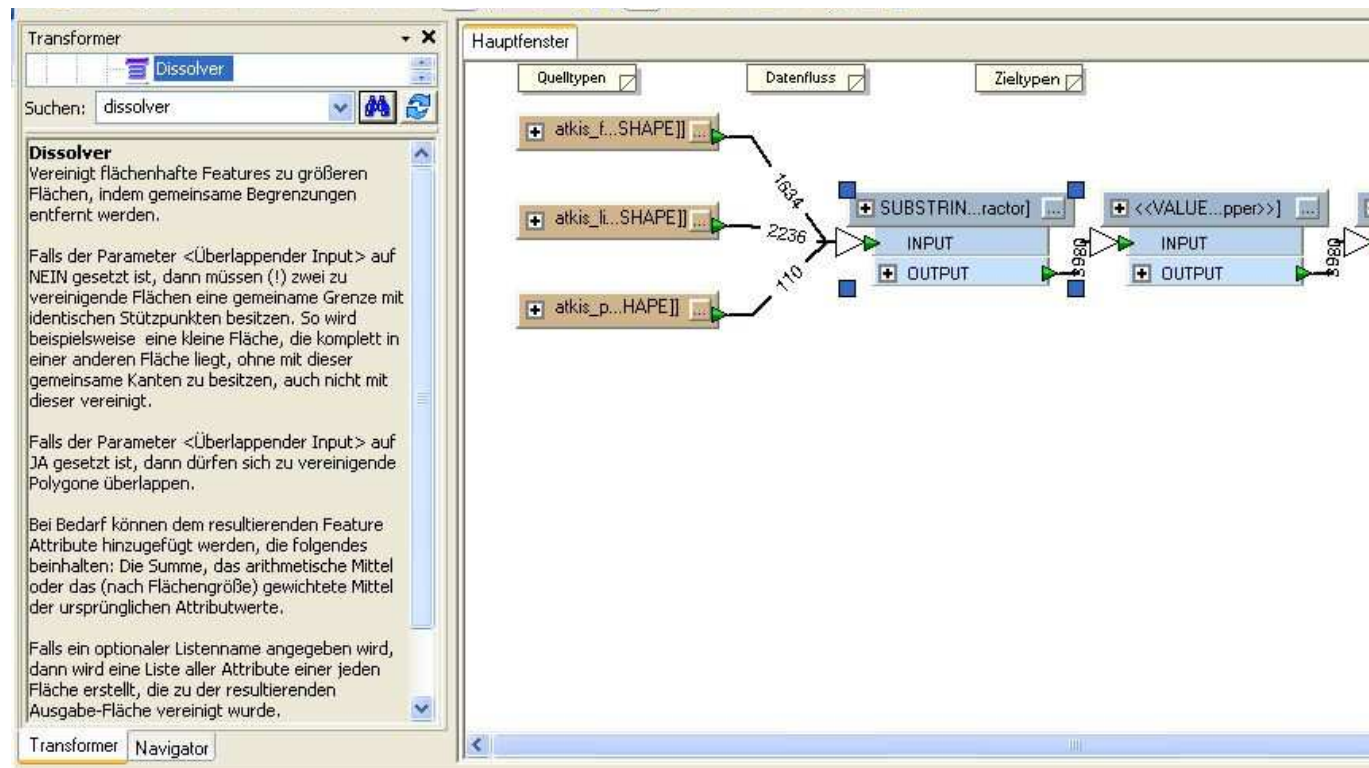 Transformer
Dissolver
Suchen: dissolver
Dissolver
Vereinigt flächenhafte Features zu größeren
Flächen, indem gemeinsame Begrenzungen
entfernt werden.
Falls der Parameter <Überlappender Input> auf
NEIN gesetzt ist, dann müssen (!) zwei zu
vereinigende Flächen eine gemeiname Grenze mit
identischen Stützpunkten besitzen. So wird
beispielsweise eine kleine Fläche, die komplett in
einer anderen Fläche liegt, ohne mit dieser
gemeinsame Kanten zu besitzen, auch nicht mit
dieser vereinigt.
Falls der Parameter <Überlappender Input> auf
JA gesetzt ist, dann dürfen sich zu vereinigende
Polygone überlappen.
Bei Bedarf können dem resultierenden Feature
Attribute hinzugefügt werden, die folgendes
beinhalten: Die Summe, das arithmetische Mittel
oder das (nach Flächengröße) gewichtete Mittel
der ursprünglichen Attributwerte.
Falls ein optionaler Listenname angegeben wird,
dann wird eine Liste aller Attribute einer jeden
Fläche erstellt, die zu der resultierenden
Ausgabe-Fläche vereinigt wurde.
Transformer Navigator
Hauptfenster
Quelltypen Datenfluss Zieltypen
atkis_f...SHAPE]] ...
1634
atkis_li...SHAPE]] ...
2236
atkis_p...HAPE]] ...
110
SUBSTRIN...ractor] ...
INPUT
OUTPUT
3980
<<VALUE...pper>>] ...
INPUT
OUTPUT
3980